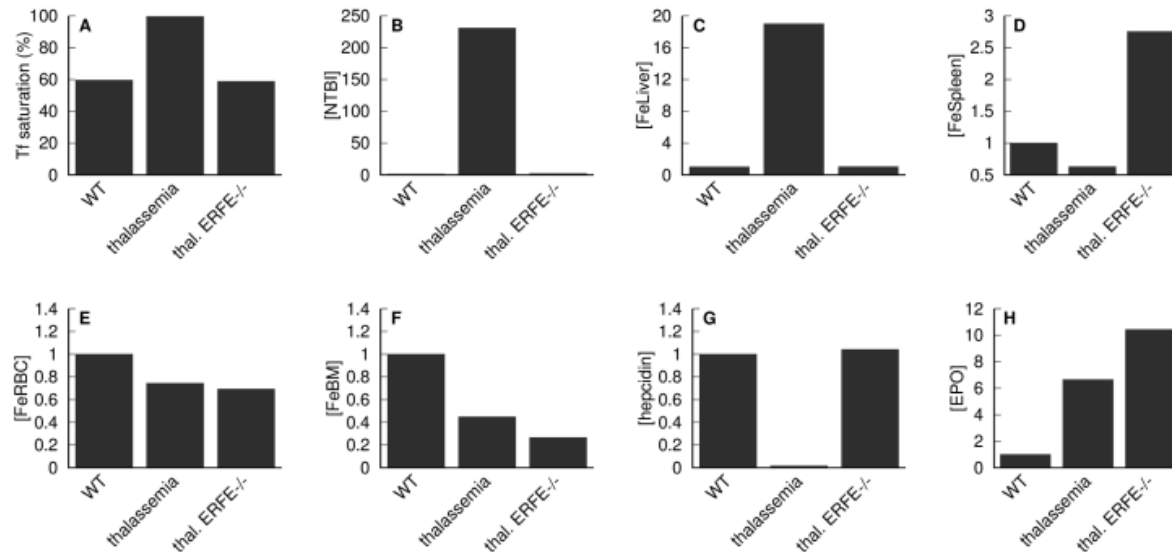 A
Tf saturation (%)
100
80
60
40
20
0
WT
thalassemia
thal. ERFE-/-
B
[NTBI]
250
200
150
100
50
0
WT
thalassemia
thal. ERFE-/-
C
[FeLiver]
20
16
12
8
4
0
WT
thalassemia
thal. ERFE-/-
D
[FeSpleen]
3
2.5
2
1.5
1
0.5
WT
thalassemia
thal. ERFE-/-
E
[FeRBC]
1.4
1.2
1
0.8
0.6
0.4
0.2
0
WT
thalassemia
thal. ERFE-/-
F
[FeBM]
1.4
1.2
1
0.8
0.6
0.4
0.2
0
WT
thalassemia
thal. ERFE-/-
G
[hepcidin]
1.4
1.2
1
0.8
0.6
0.4
0.2
0
WT
thalassemia
thal. ERFE-/-
H
[EPO]
12
10
8
6
4
2
0
WT
thalassemia
thal. ERFE-/-